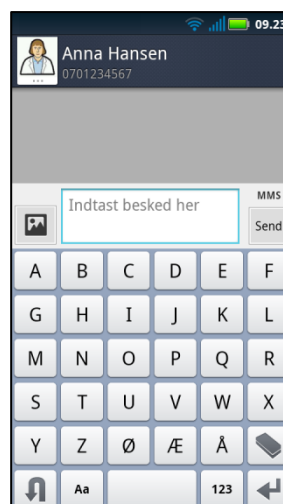 09.23
Anna Hansen
0701234567
Indtast besked her
MMS
Send
A B C D E F
G H I J K L
M N O P Q R
S T U V W X
Y Z Ø Æ Å
Aa 123